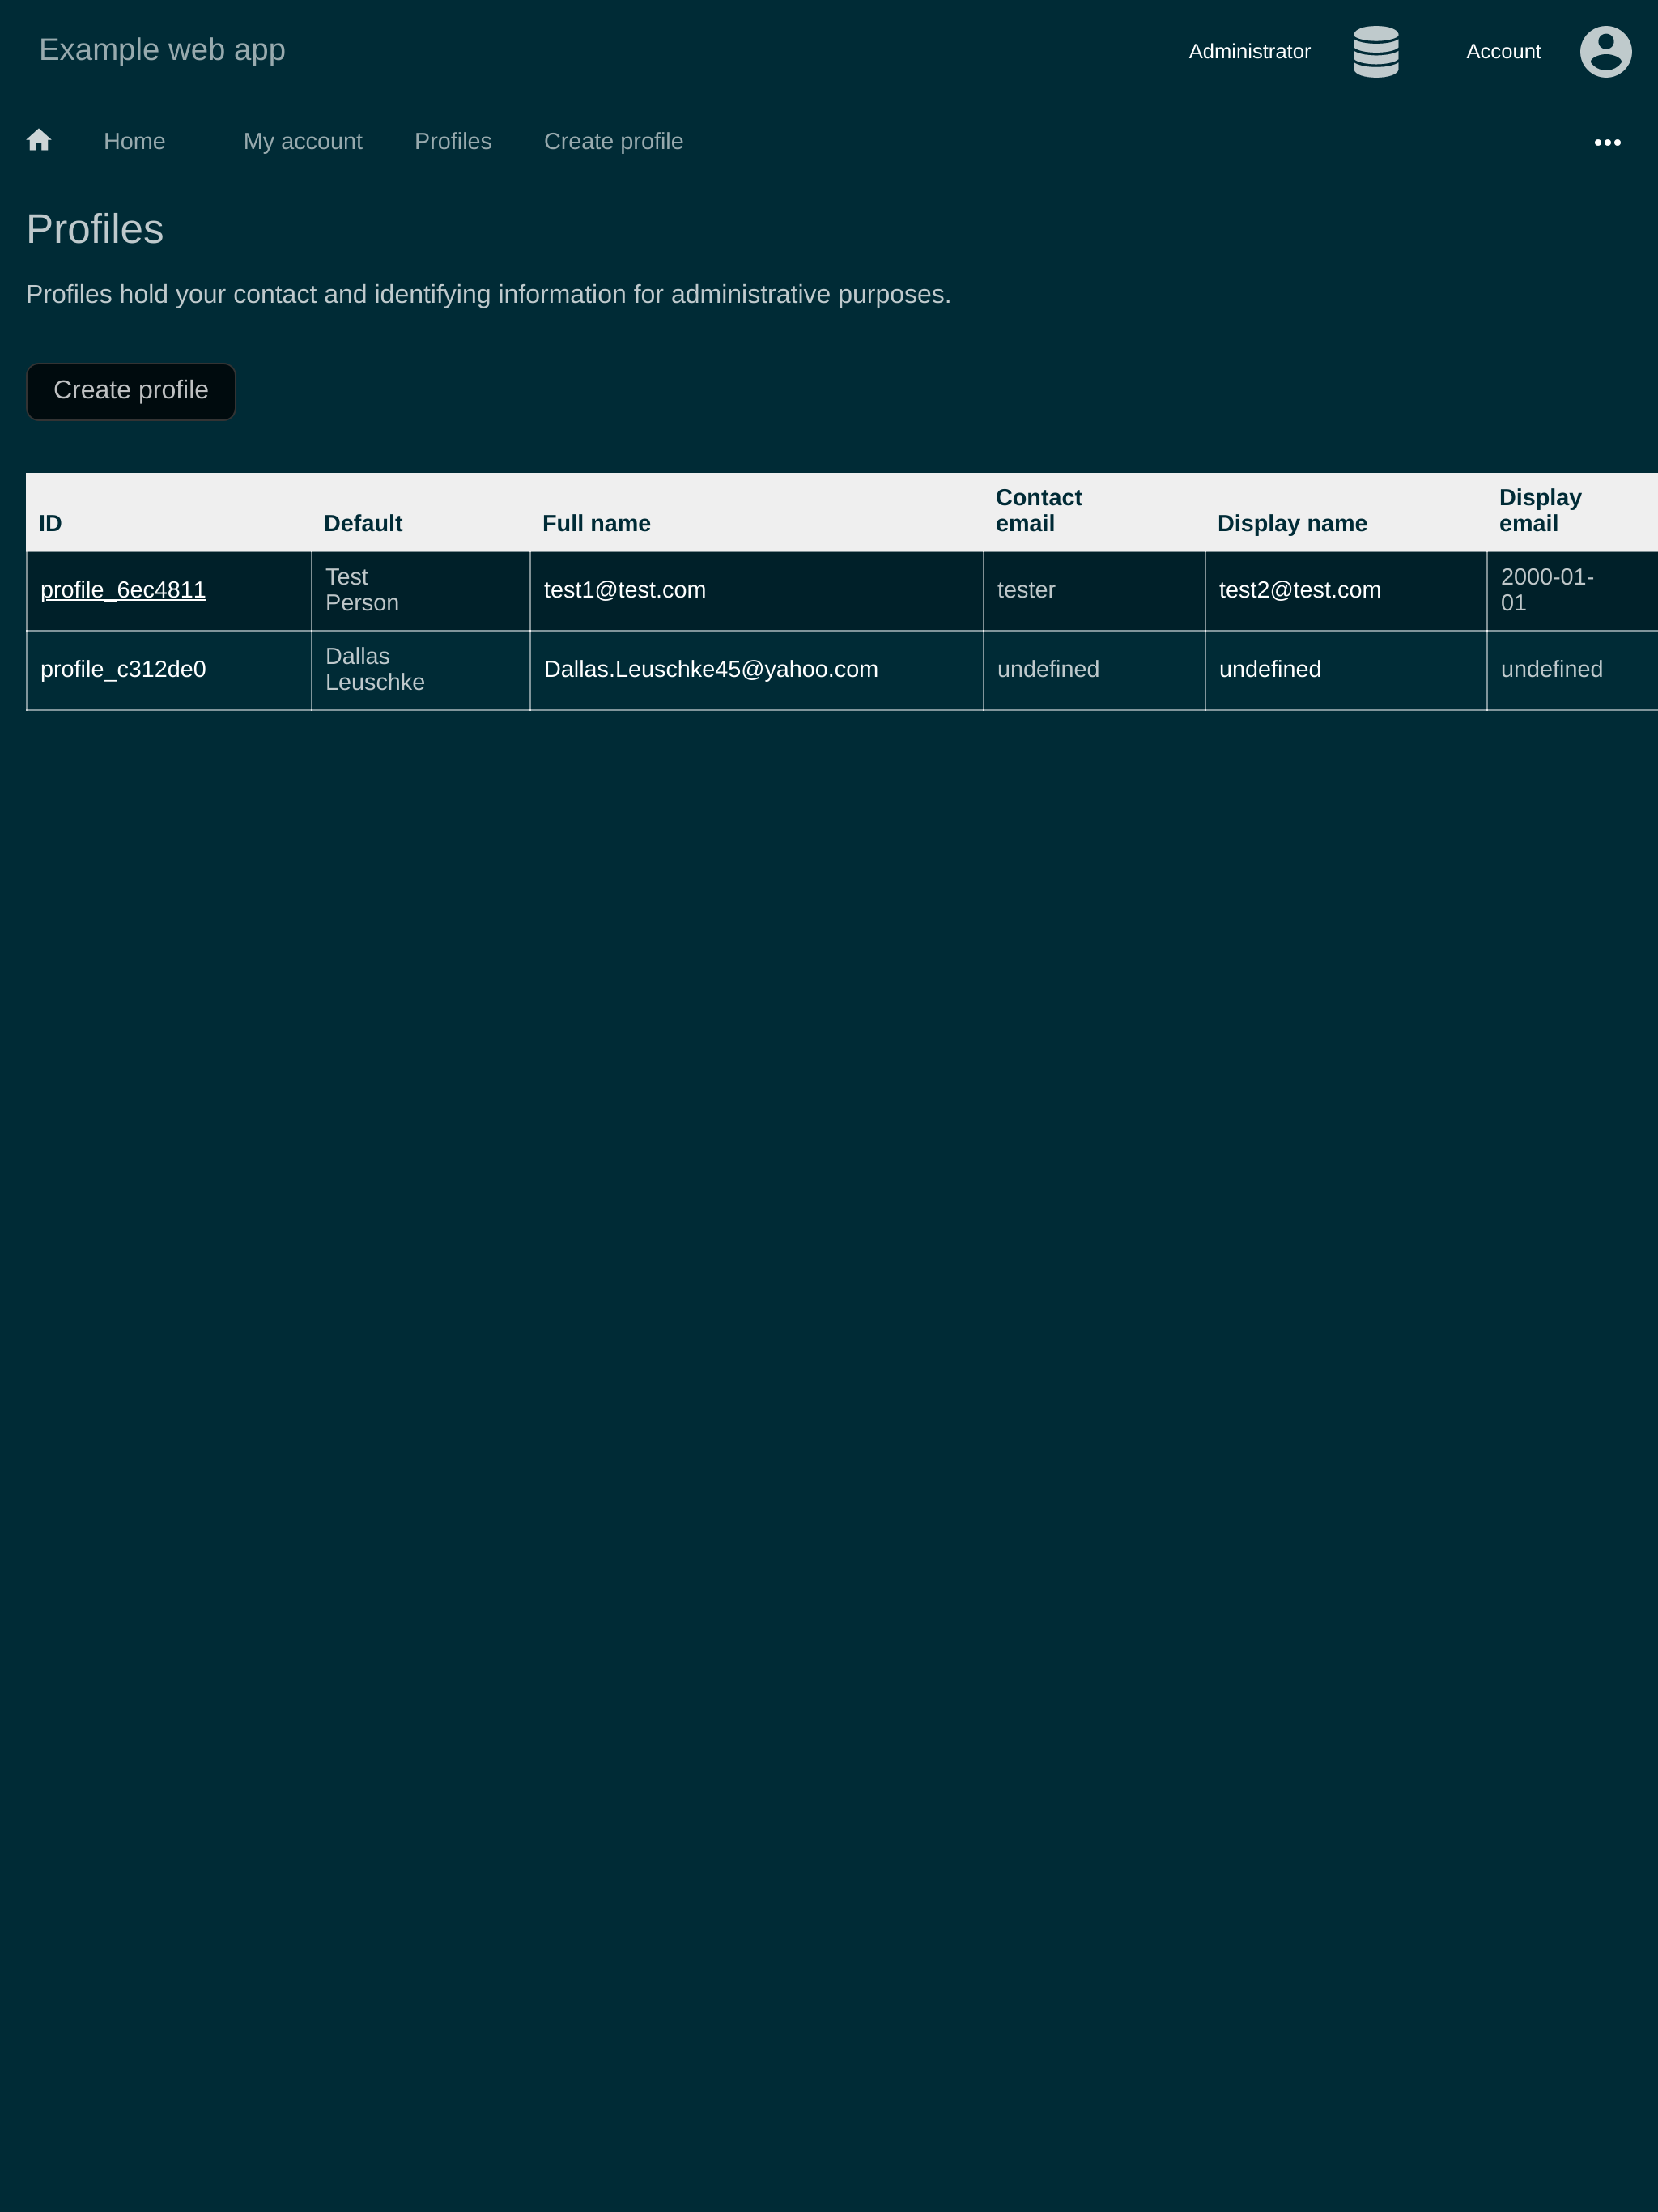 Example web app
Administrator
Account
Home
My account
Profiles
Create profile
Profiles
Profiles hold your contact and identifying information for administrative purposes.
Create profile
ID
Default
Full name
Contact
email
Display name
Display
email
profile_6ec4811
Test
Person
test1@test.com
tester
test2@test.com
2000-01-
01
profile_c312de0
Dallas
Leuschke
Dallas.Leuschke45@yahoo.com
undefined
undefined
undefined